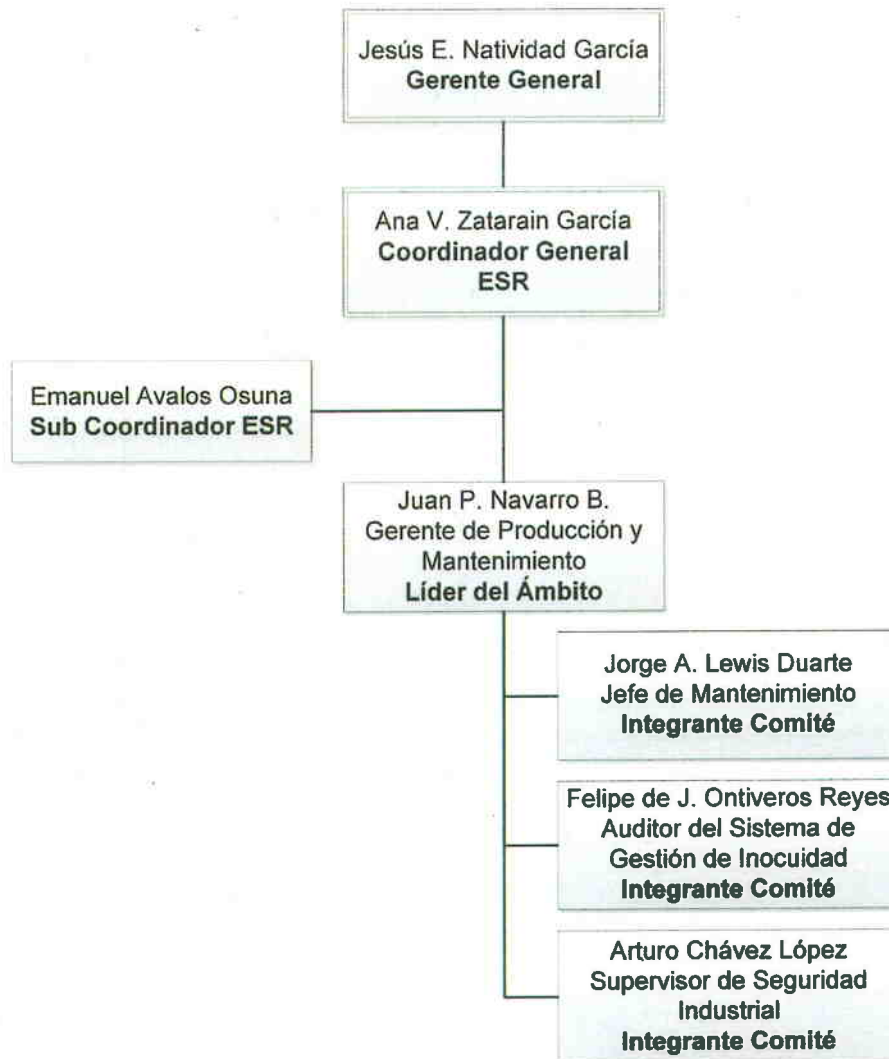 Jesús E. Natividad García
Gerente General
Ana V. Zatarain García
Coordinador General
ESR
Emanuel Avalos Osuna
Sub Coordinador ESR
Juan P. Navarro B.
Gerente de Producción y
Mantenimiento
Líder del Ámbito
Jorge A. Lewis Duarte
Jefe de Mantenimiento
Integrante Comité
Felipe de J. Ontiveros Reyes
Auditor del Sistema de
Gestión de Inocuidad
Integrante Comité
Arturo Chávez López
Supervisor de Seguridad
Industrial
Integrante Comité